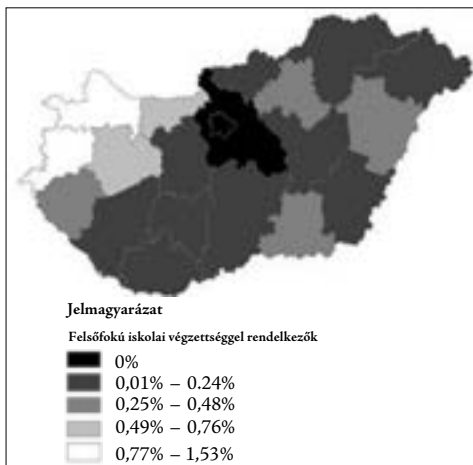 Jelmagyarázat
Felsőfokú iskolai végzettséggel rendelkezők
0%
0,01% – 0.24%
0,25% – 0,48%
0,49% – 0,76%
0,77% – 1,53%